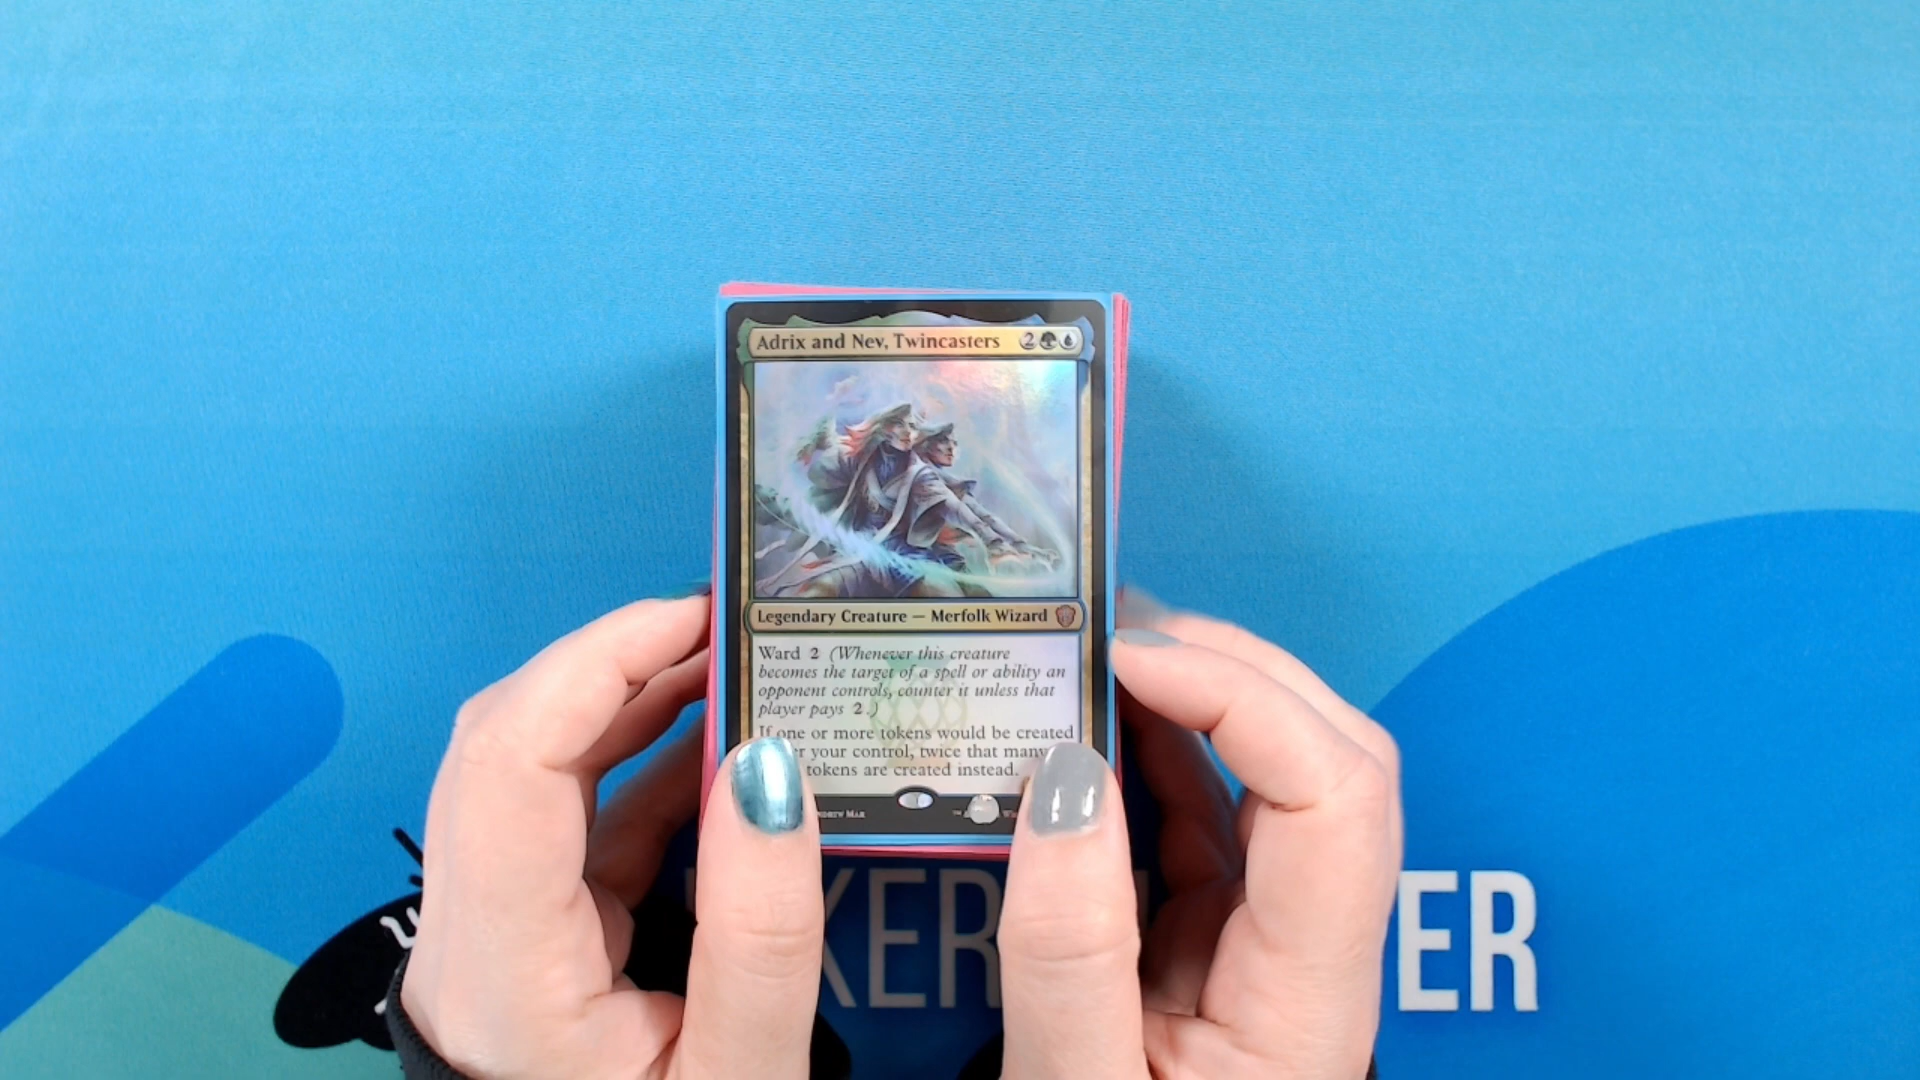 Adrix and Nev, Twincasters 2
Legendary Creature — Merfolk Wizard
Ward 2 (Whenever this creature
becomes the target of a spell or ability an
opponent controls, counter it unless that
player pays 2.)
If one or more tokens would be created
your control, twice that many
tokens are created instead.